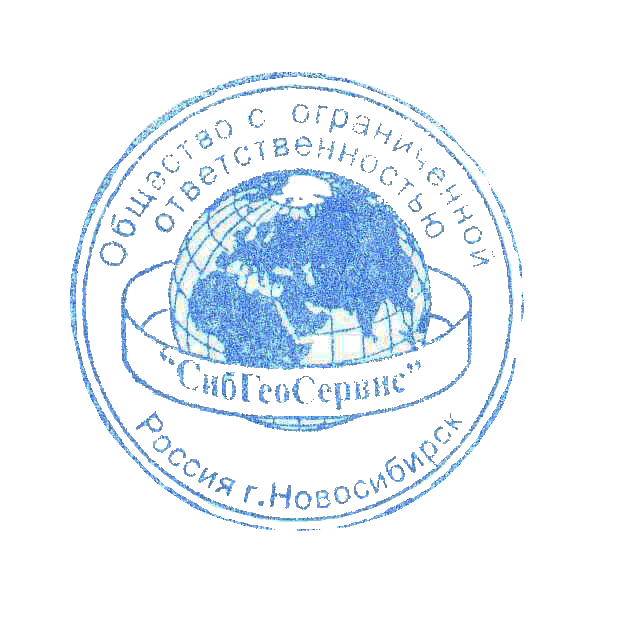 Общество с ограниченной
ответственностью
“СибГеоСервис”
Россия г.Новосибирск